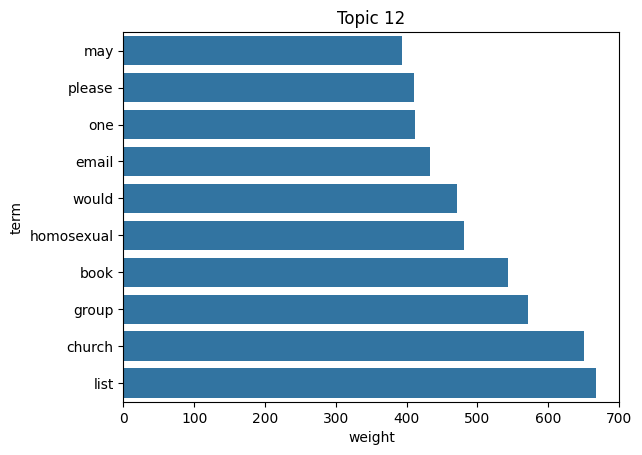 Topic 12
may
please
one
email
would
homosexual
book
group
church
list
term
0 100 200 300 400 500 600 700
weight